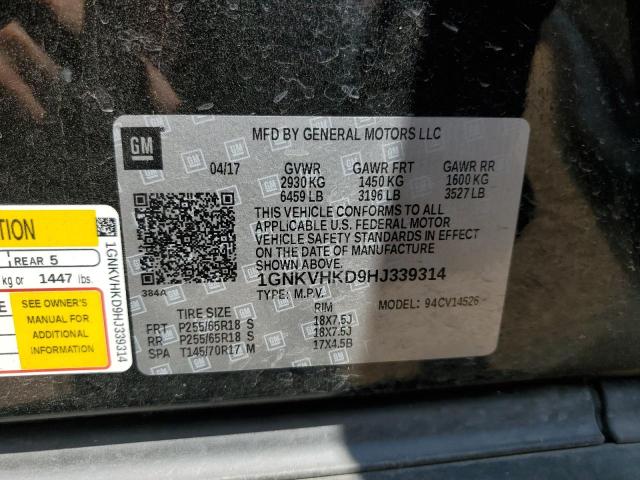 GM
MFD BY GENERAL MOTORS LLC
04/17 GVWR GAWR FRT GAWR RR
2930 KG 1450 KG 1600 KG
6459 LB 3196 LB 3527 LB
THIS VEHICLE CONFORMS TO ALL
APPLICABLE U.S. FEDERAL MOTOR
VEHICLE SAFETY STANDARDS IN EFFECT
ON THE DATE OF MANUFACTURE
SHOWN ABOVE.
1GNKVHKD9HJ339314
384A
TYPE: M.P.V. MODEL: 94CV14526
TIRE SIZE RIM
FRT P255/65R18 S 18X7.5J
RR P255/65R18 S 18X7.5J
SPA T145/70R17 M 17X4.5B
REAR 5
kg or 1447 lbs.
SEE OWNER'S
MANUAL FOR
ADDITIONAL
INFORMATION
1GNKVHKD9HJ339314